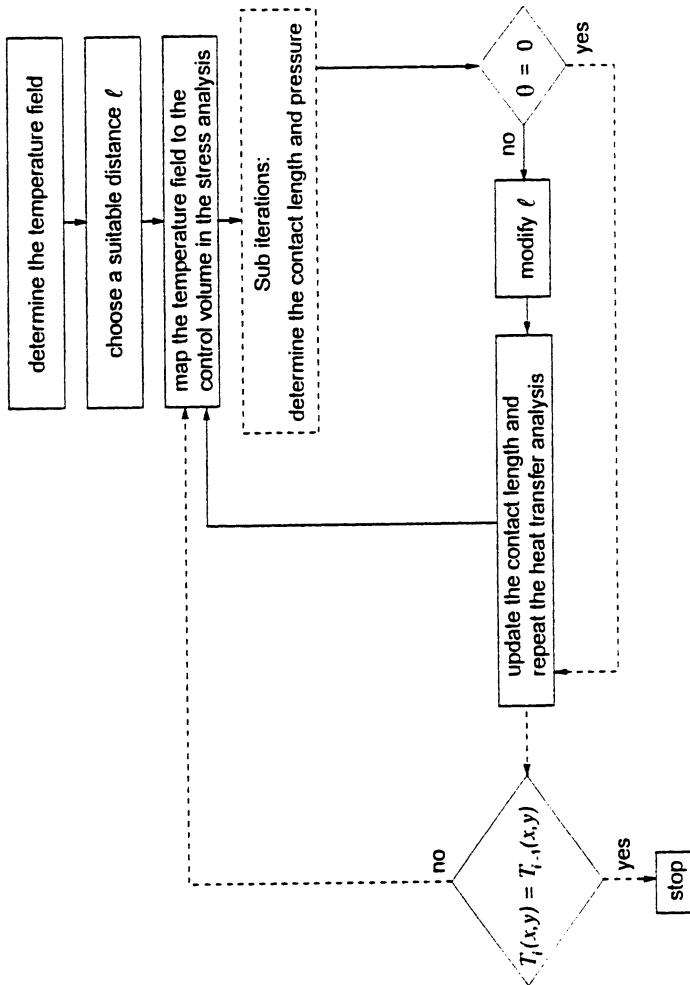 determine the temperature field
choose a suitable distance ℓ
map the temperature field to the
control volume in the stress analysis
Sub iterations:
determine the contact length and pressure
θ = 0
yes
no
modify ℓ
update the contact length and
repeat the heat transfer analysis
T_i(x,y) = T_{i-1}(x,y)
no
yes
stop